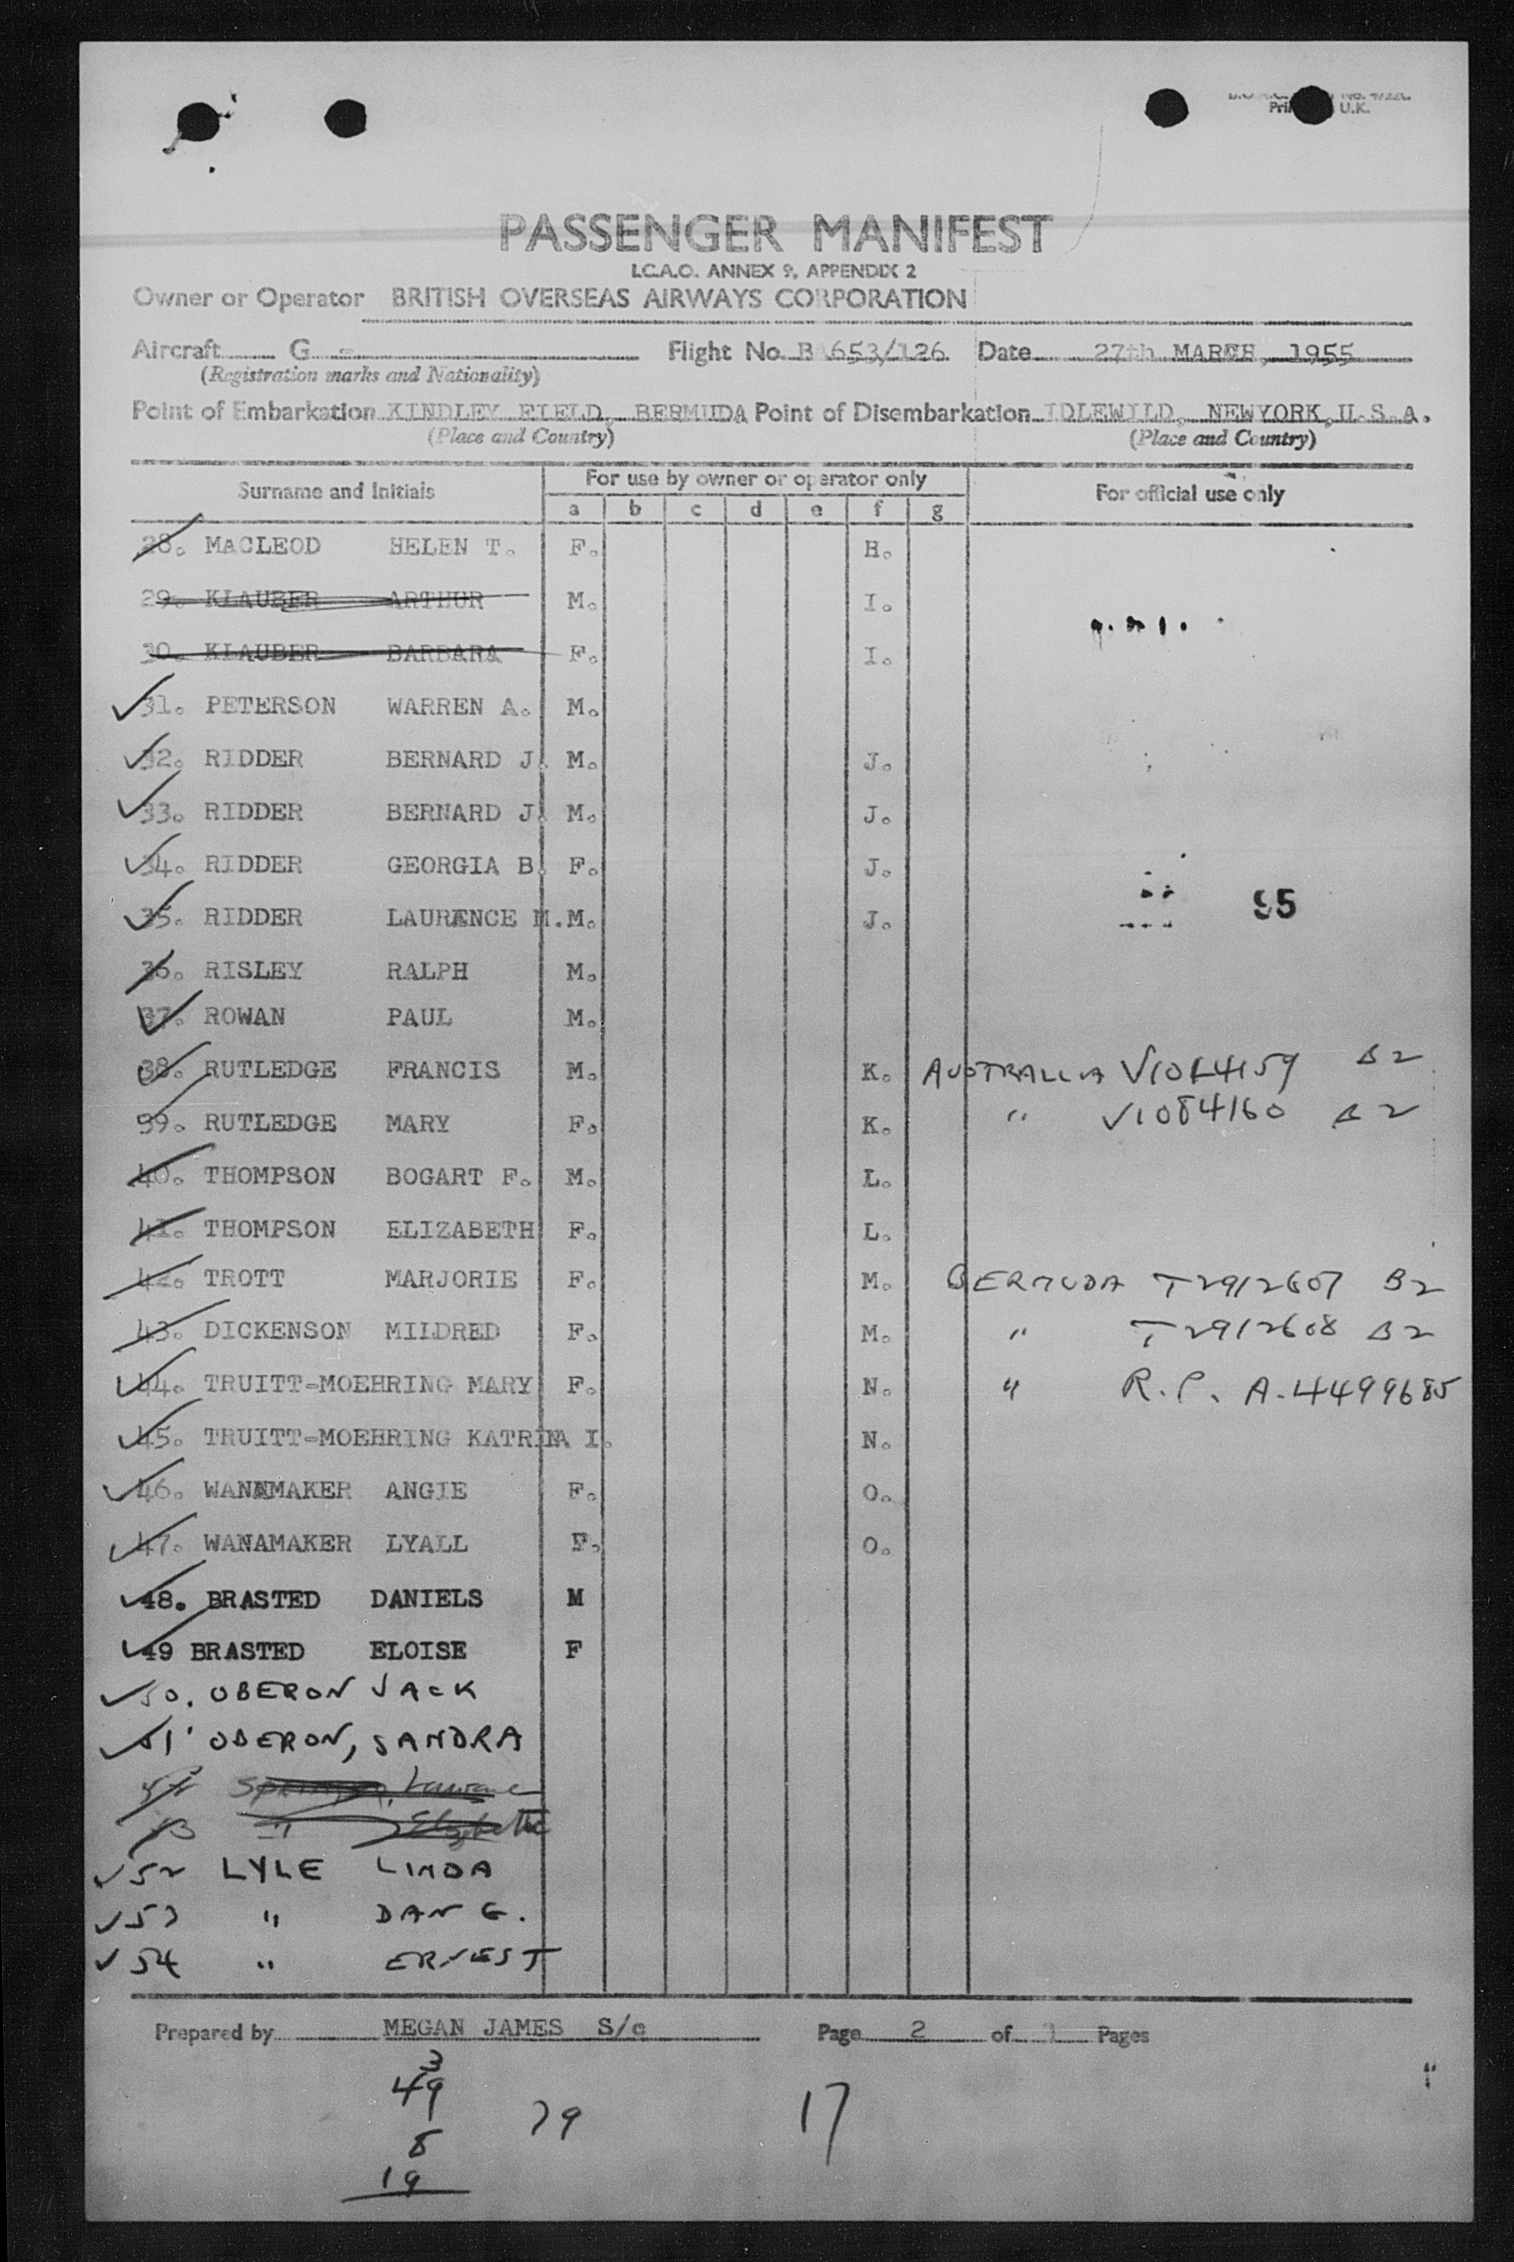 No.
Printed U.K.
PASSENGER MANIFEST
I.C.A.O. ANNEX 9, APPENDIX 2
Owner or Operator BRITISH OVERSEAS AIRWAYS CORPORATION
Aircraft G - Flight No. BA653/126 Date 27th MARCH, 1955
(Registration marks and Nationality)
Point of Embarkation KINDLEY FIELD, BERMUDA Point of Disembarkation IDLEWILD, NEWYORK, U.S.A.
(Place and Country) (Place and Country)
Surname and Initials For use by owner or operator only For official use only
a b c d e f g
28. MACLEOD HELEN T. F. H.
29. KLAUBER ARTHUR M. I.
30. KLAUBER BARBARA F. I.
31. PETERSON WARREN A. M.
32. RIDDER BERNARD J. M. J.
33. RIDDER BERNARD J. M. J.
34. RIDDER GEORGIA B. F. J.
35. RIDDER LAURENCE M. M. J. 95
36. RISLEY RALPH M.
37. ROWAN PAUL M.
38. RUTLEDGE FRANCIS M. K. AUSTRALIA V1084159 B2
39. RUTLEDGE MARY F. K. " V1084160 B2
40. THOMPSON BOGART F. M. L.
41. THOMPSON ELIZABETH F. L.
42. TROTT MARJORIE F. M. BERMUDA T2912607 B2
43. DICKENSON MILDRED F. M. " T2912608 B2
44. TRUITT-MOEHRING MARY F. N. " R.P. A-4499685
45. TRUITT-MOEHRING KATRINA I. N.
46. WANAMAKER ANGIE F. O.
47. WANAMAKER LYALL F. O.
48. BRASTED DANIELS M
49 BRASTED ELOISE F
50. OBERON JACK
51 OBERON, SANDRA
53 " Elizabeth
52 LYLE LINDA
53 " DAN G.
54 " ERNEST
Prepared by MEGAN JAMES S/c Page 2 of Pages
3
49
79 17
8
19